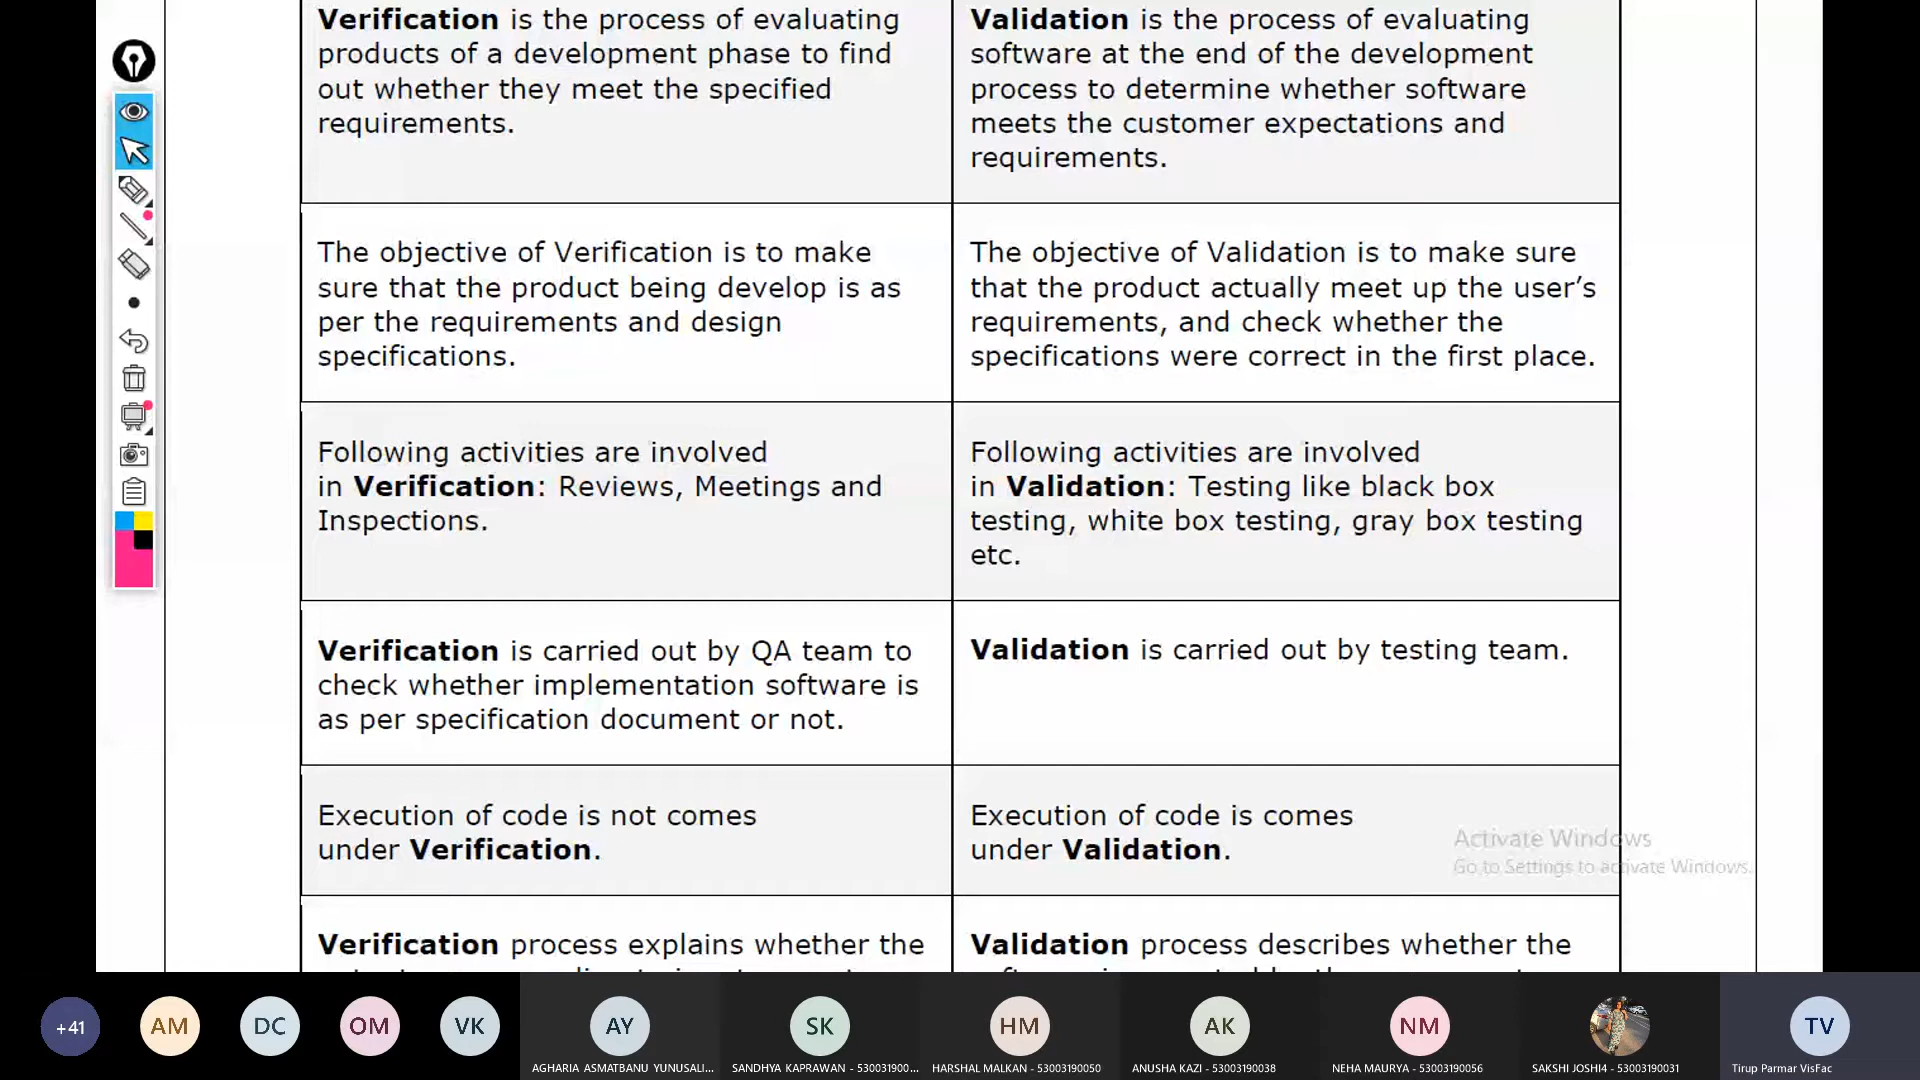 Verification is the process of evaluating
products of a development phase to find
out whether they meet the specified
requirements.
Validation is the process of evaluating
software at the end of the development
process to determine whether software
meets the customer expectations and
requirements.
The objective of Verification is to make
sure that the product being develop is as
per the requirements and design
specifications.
The objective of Validation is to make sure
that the product actually meet up the user’s
requirements, and check whether the
specifications were correct in the first place.
Following activities are involved
in Verification: Reviews, Meetings and
Inspections.
Following activities are involved
in Validation: Testing like black box
testing, white box testing, gray box testing
etc.
Verification is carried out by QA team to
check whether implementation software is
as per specification document or not.
Validation is carried out by testing team.
Execution of code is not comes
under Verification.
Execution of code is comes
under Validation.
Activate Windows
Go to Settings to activate Windows.
Verification process explains whether the
Validation process describes whether the
+41
AM
DC
OM
VK
AY
SK
HM
AK
NM
TV
AGHARIA ASMATBANU YUNUSALI...
SANDHYA KAPRAWAN - 530031900...
HARSHAL MALKAN - 53003190050
ANUSHA KAZI - 53003190038
NEHA MAURYA - 53003190056
SAKSHI JOSHI4 - 53003190031
Tirup Parmar VisFac